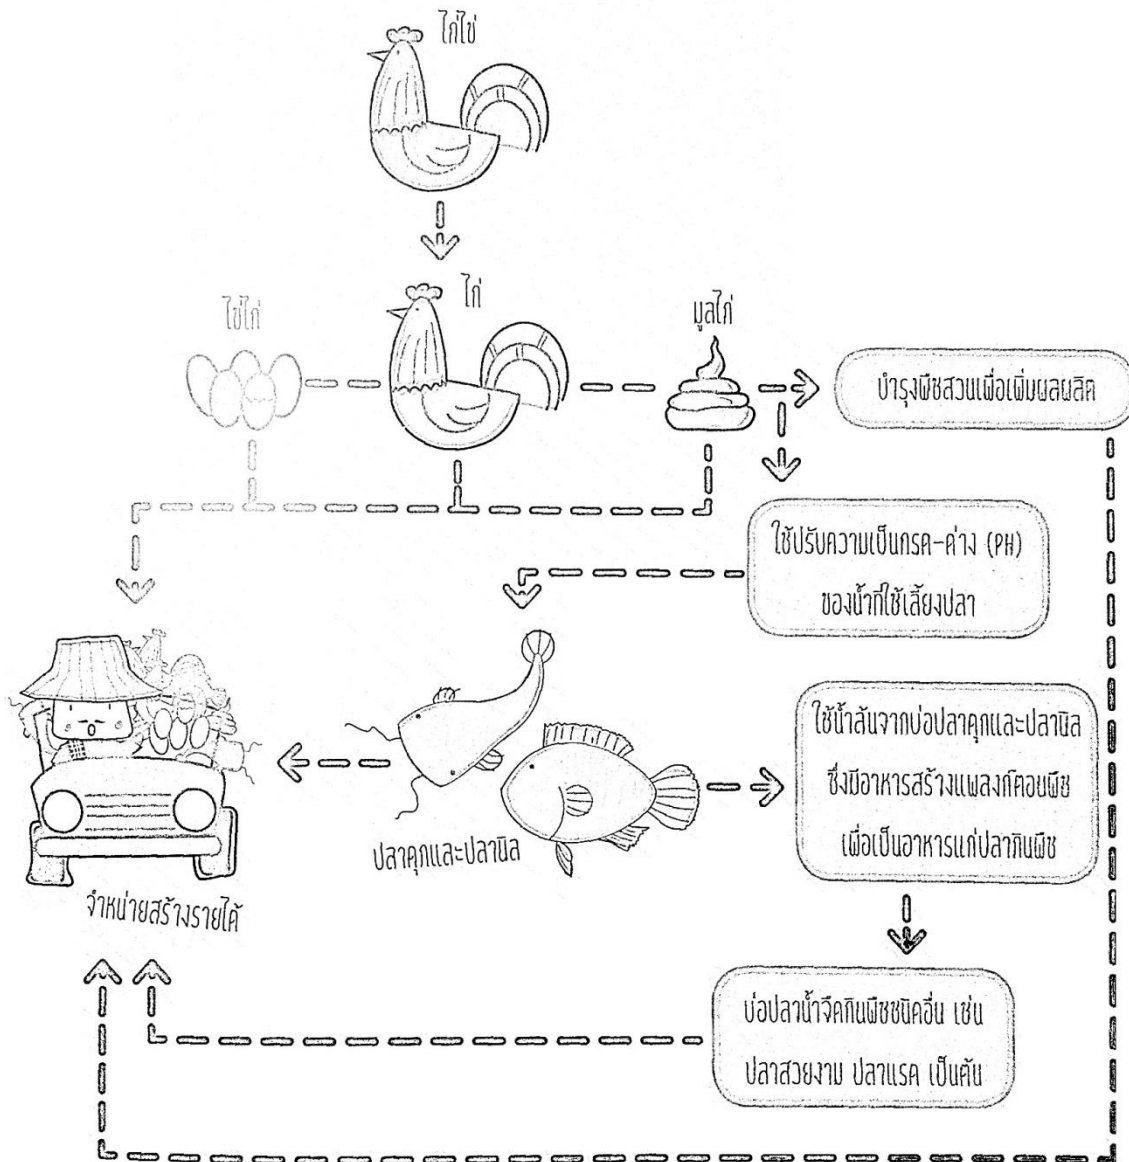 ไก่ไข่
ไข่ไก่
ไก่
มูลไก่
บำรุงพืชสวนเพื่อเพิ่มผลผลิต
ใช้ปรับความเป็นกรด-ด่าง (PH)
ของน้ำที่ใช้เลี้ยงปลา
ใช้น้ำล้นจากบ่อปลาดุกและปลานิล
ซึ่งมีอาหารสร้างแพลงก์ตอนพืช
เพื่อเป็นอาหารแก่ปลากินพืช
ปลาดุกและปลานิล
จำหน่ายสร้างรายได้
บ่อปลาน้ำจืดกินพืชชนิดอื่น เช่น
ปลาสวยงาม ปลาแรด เป็นต้น